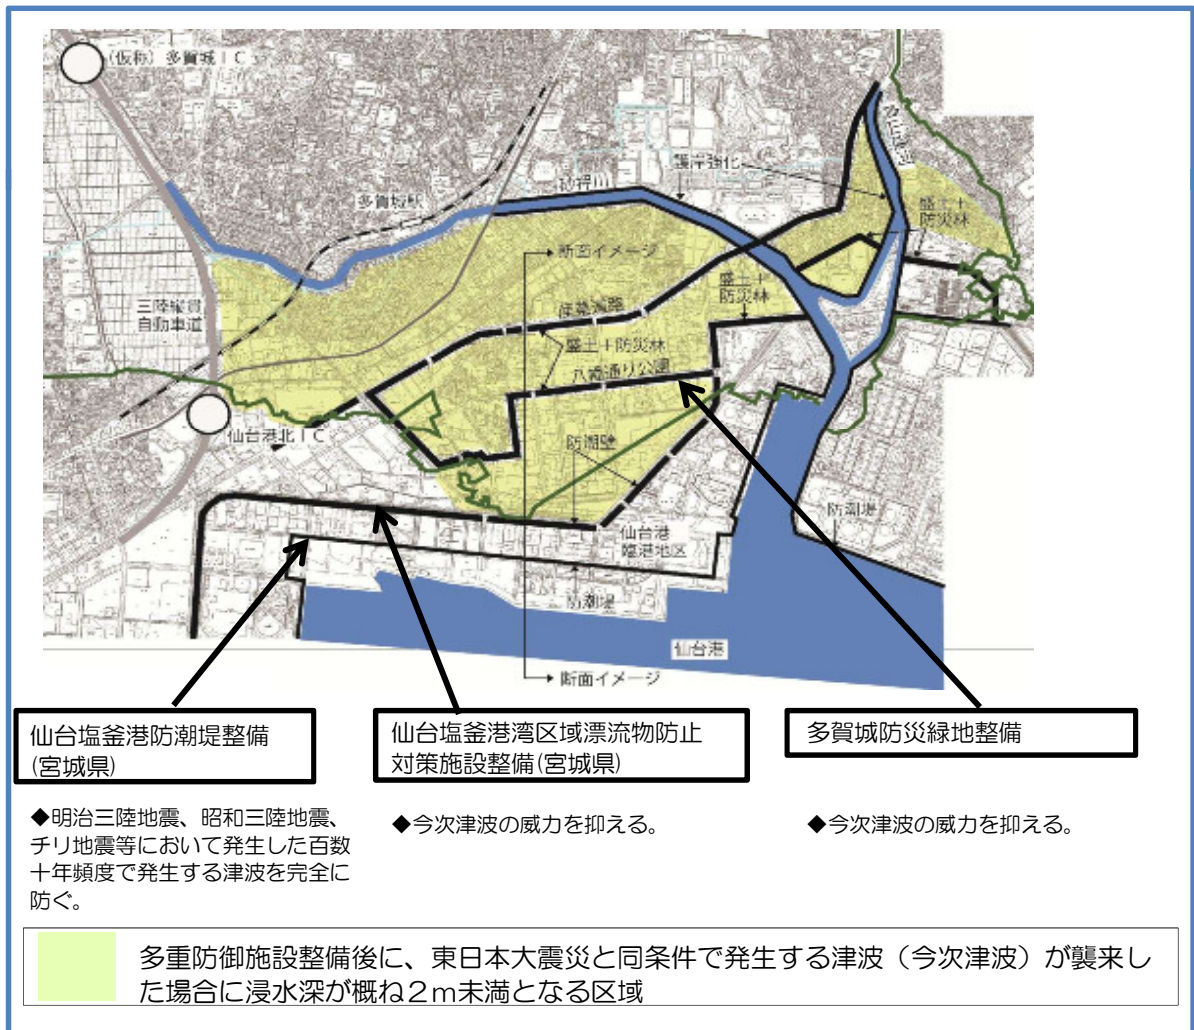 (仮称)多賀城IC
護岸強化
砂押川
多賀城駅
盛土+
防災林
断面イメージ
盛土+
防災林
三陸縦貫
自動車道
盛土+防災林
八幡通り公園
仙台港北IC
防潮壁
仙台港
臨港地区
防潮堤
防潮堤
仙台港
断面イメージ
仙台塩釜港防潮堤整備
(宮城県)
仙台塩釜港湾区域漂流物防止
対策施設整備(宮城県)
多賀城防災緑地整備
◆明治三陸地震、昭和三陸地震、
チリ地震等において発生した百数
十年頻度で発生する津波を完全に
防ぐ。
◆今次津波の威力を抑える。
◆今次津波の威力を抑える。
多重防御施設整備後に、東日本大震災と同条件で発生する津波（今次津波）が襲来し
た場合に浸水深が概ね2m未満となる区域